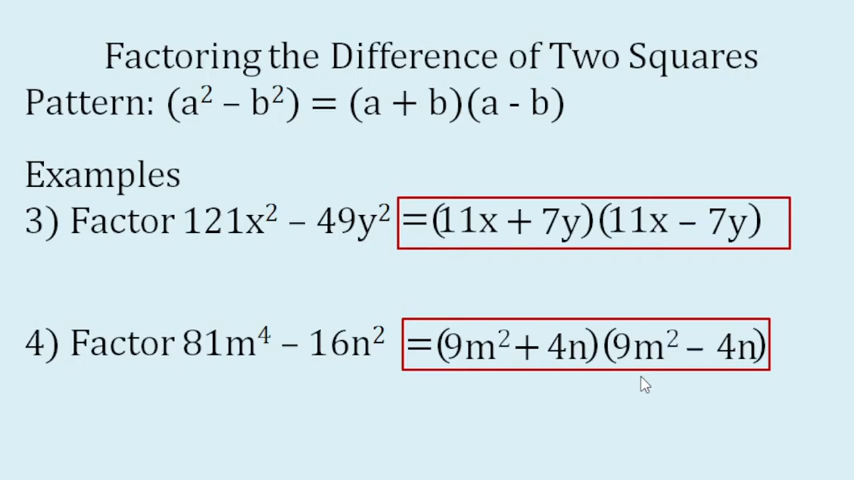 Factoring the Difference of Two Squares
Pattern: (a² – b²) = (a + b)(a - b)
Examples
3) Factor 121x² – 49y² =(11x + 7y)(11x – 7y)
4) Factor 81m⁴ – 16n² =(9m² + 4n)(9m² – 4n)